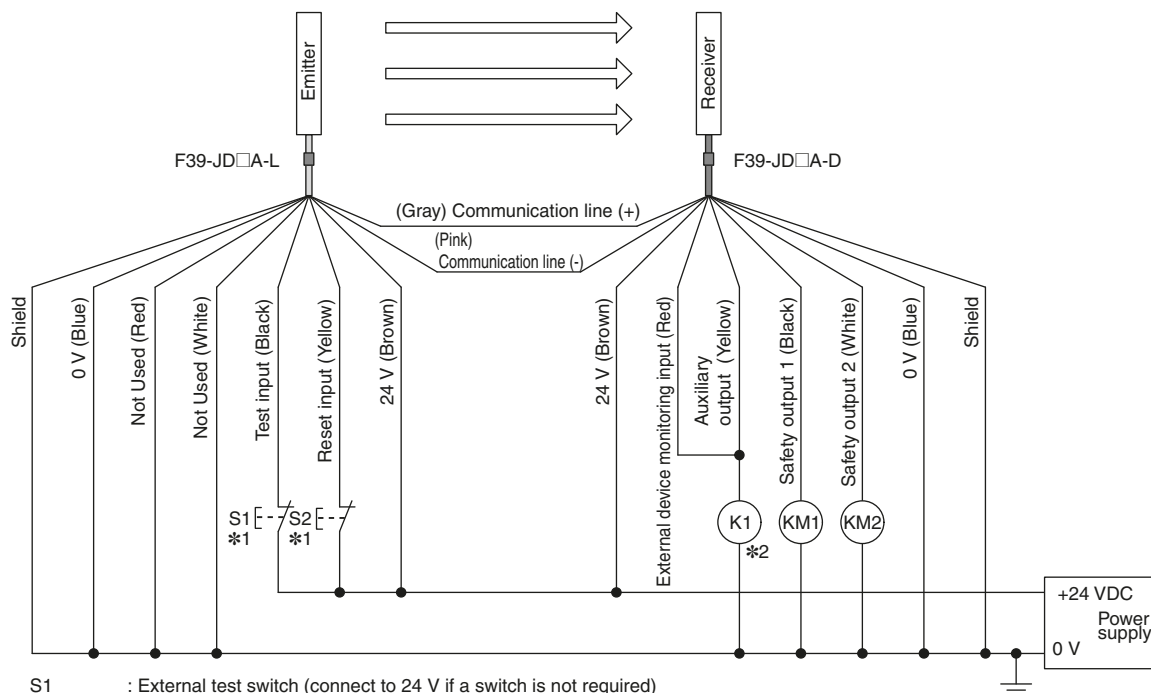 Emitter
Receiver
F39-JD□A-L
F39-JD□A-D
(Gray) Communication line (+)
(Pink)
Communication line (-)
Shield
0 V (Blue)
Not Used (Red)
Not Used (White)
Test input (Black)
Reset input (Yellow)
24 V (Brown)
24 V (Brown)
External device monitoring input (Red)
Auxiliary
output (Yellow)
Safety output 1 (Black)
Safety output 2 (White)
0 V (Blue)
Shield
S1
*1
S2
*1
K1
*2
KM1
KM2
+24 VDC
Power
supply
0 V
S1 : External test switch (connect to 24 V if a switch is not required)